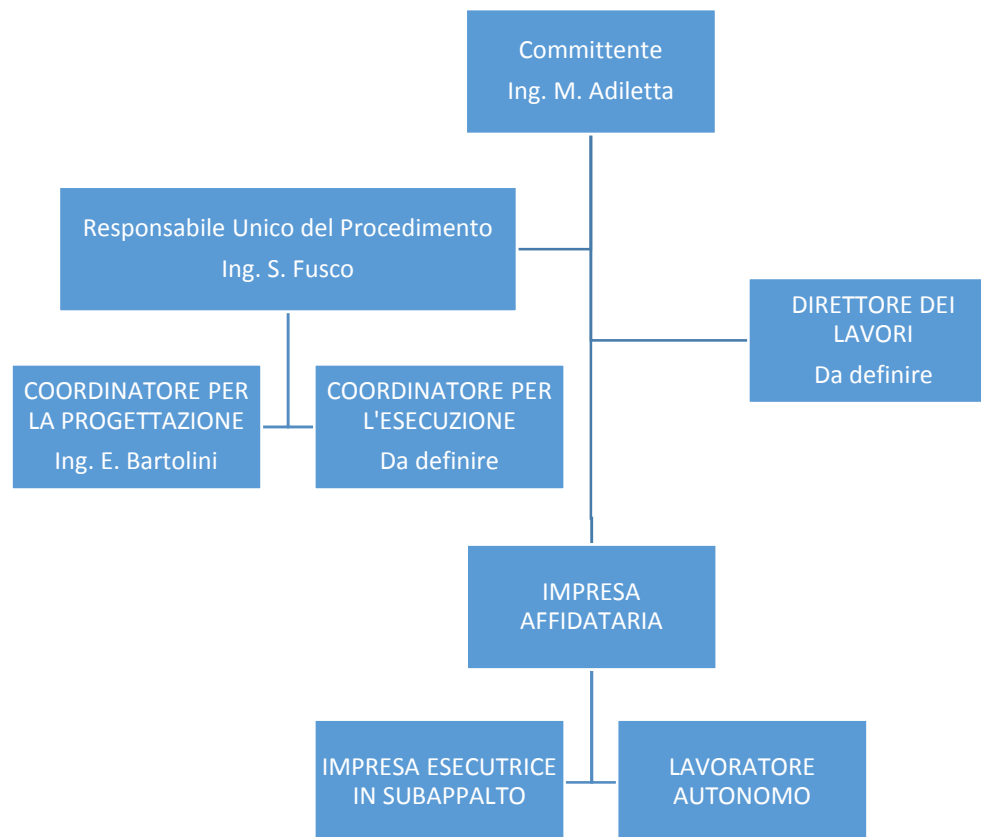 Committente
Ing. M. Adiletta
Responsabile Unico del Procedimento
Ing. S. Fusco
DIRETTORE DEI
LAVORI
Da definire
COORDINATORE PER
LA PROGETTAZIONE
Ing. E. Bartolini
COORDINATORE PER
L'ESECUZIONE
Da definire
IMPRESA
AFFIDATARIA
IMPRESA ESECUTRICE
IN SUBAPPALTO
LAVORATORE
AUTONOMO